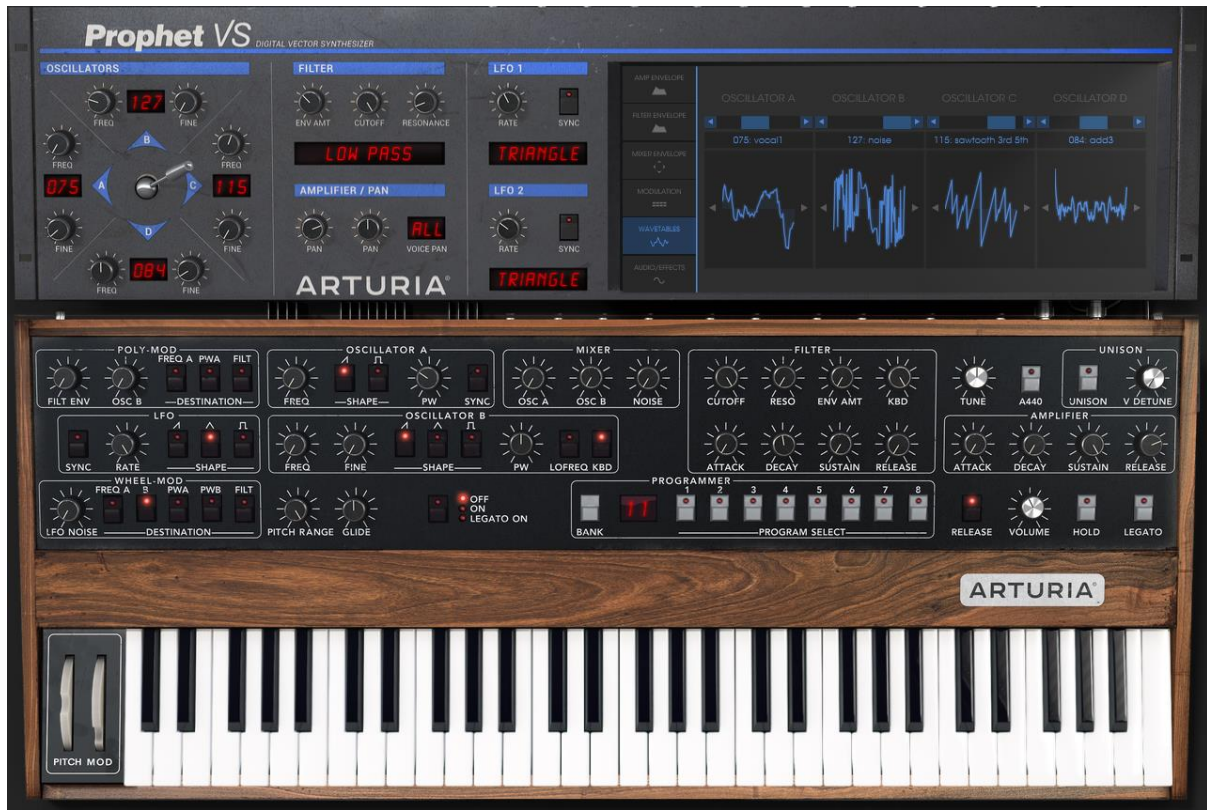 Prophet VS DIGITAL VECTOR SYNTHESIZER
OSCILLATORS
FREQ 127 FINE
FREQ B FREQ
075 A C 115
FINE D FINE
FREQ 084 FINE
FILTER
ENV AMT CUTOFF RESONANCE
LOW PASS
AMPLIFIER / PAN
PAN PAN ALL VOICE PAN
ARTURIA®
LFO 1
RATE SYNC
TRIANGLE
LFO 2
RATE SYNC
TRIANGLE
AMP ENVELOPE
FILTER ENVELOPE
MIXER ENVELOPE
MODULATION
WAVETABLES
AUDIO/EFFECTS
OSCILLATOR A OSCILLATOR B OSCILLATOR C OSCILLATOR D
075: vocal1 127: noise 115: sawtooth 3rd 5th 084: add3
POLY-MOD
FREQ A PWA FILT
FILT ENV OSC B DESTINATION
OSCILLATOR A
FREQ SHAPE PW SYNC
MIXER
OSC A OSC B NOISE
FILTER
CUTOFF RESO ENV AMT KBD
ATTACK DECAY SUSTAIN RELEASE
TUNE A440
UNISON
UNISON V DETUNE
LFO
SYNC RATE SHAPE
OSCILLATOR B
FREQ FINE SHAPE PW LOFREQ KBD
AMPLIFIER
ATTACK DECAY SUSTAIN RELEASE
WHEEL-MOD
FREQ A B PWA PWB FILT
LFO NOISE DESTINATION
PITCH RANGE GLIDE
OFF
ON
LEGATO ON
PROGRAMMER
1 2 3 4 5 6 7 8
BANK PROGRAM SELECT
RELEASE VOLUME HOLD LEGATO
ARTURIA®
PITCH MOD